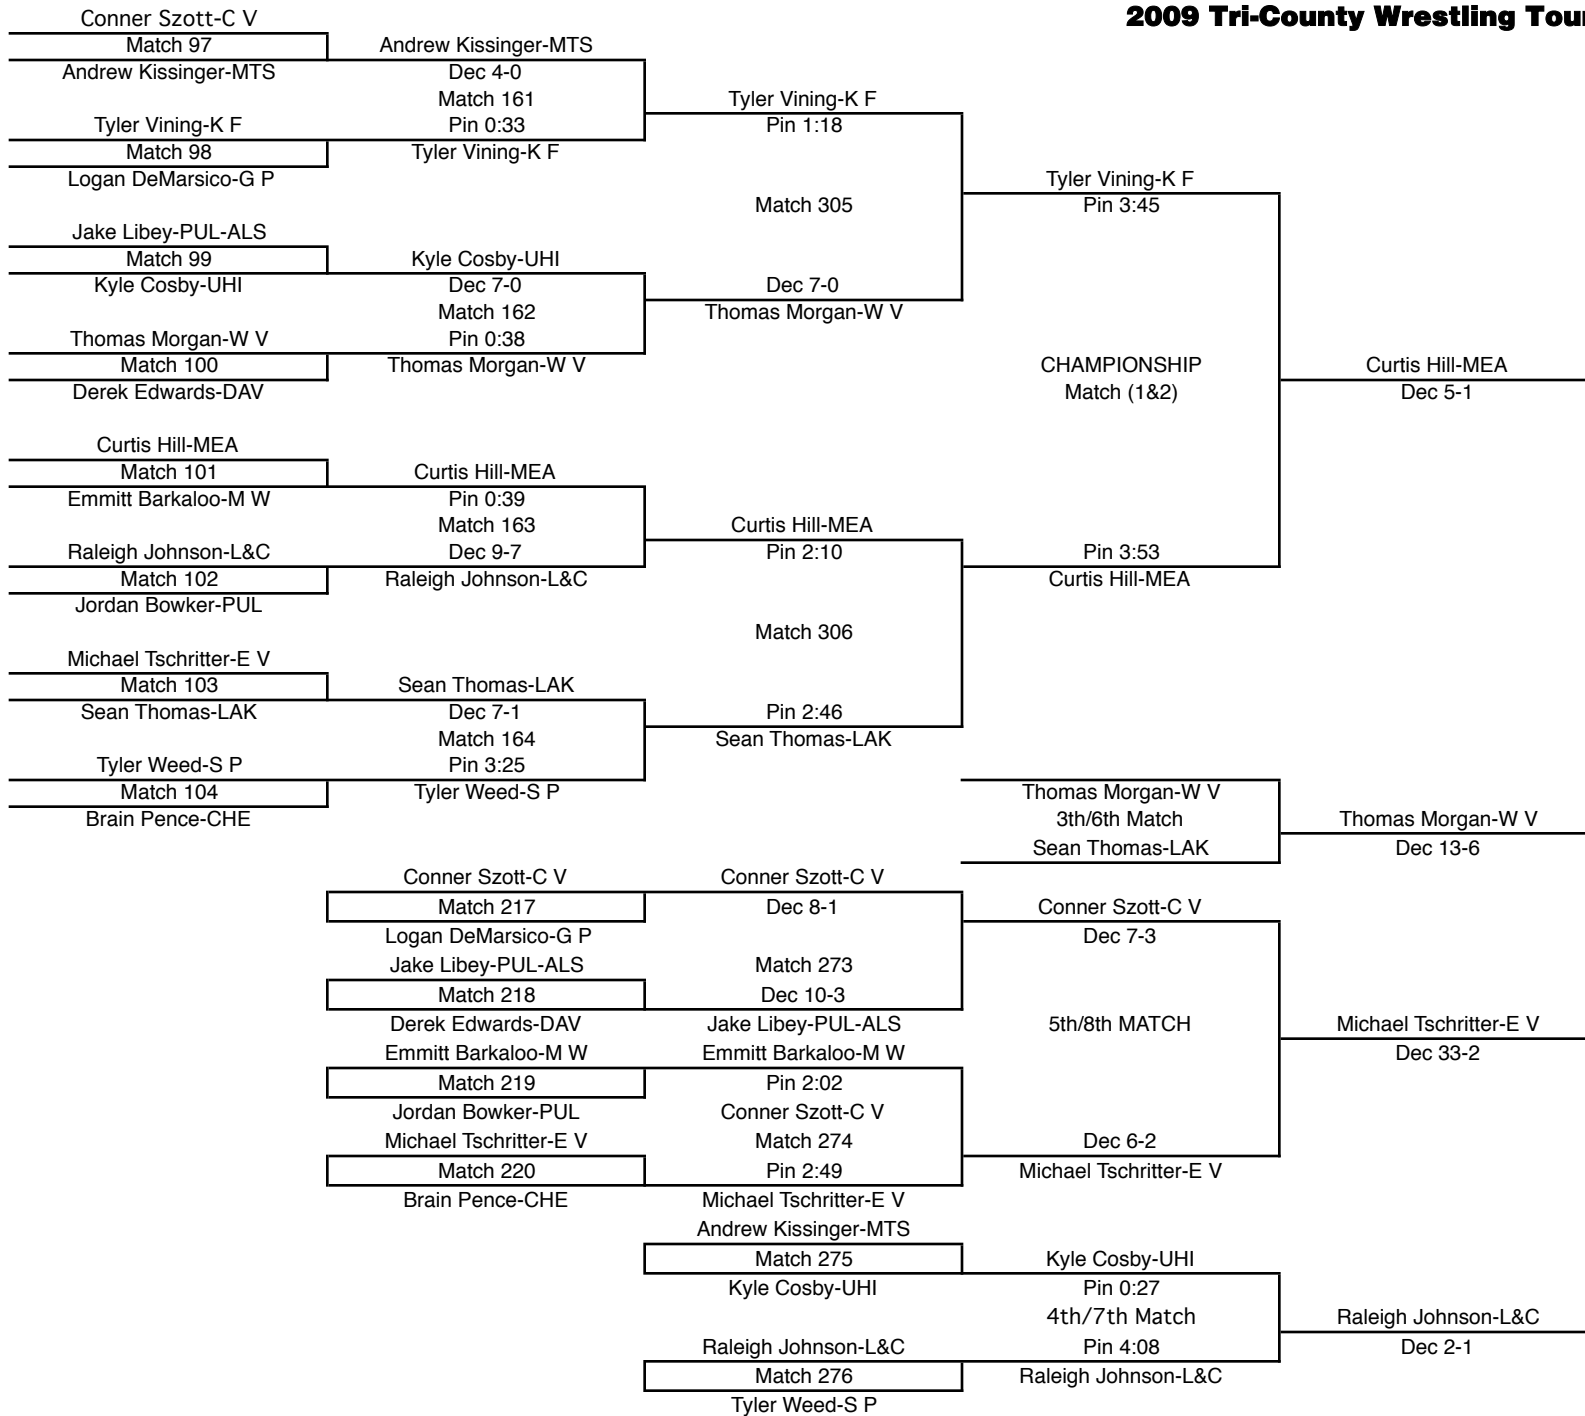 2009 Tri-County Wrestling Tour
Conner Szott-C V
Match 97
Andrew Kissinger-MTS
Andrew Kissinger-MTS
Dec 4-0
Match 161
Tyler Vining-K F
Tyler Vining-K F
Pin 0:33
Pin 1:18
Match 98
Tyler Vining-K F
Logan DeMarsico-G P
Tyler Vining-K F
Match 305
Pin 3:45
Jake Libey-PUL-ALS
Match 99
Kyle Cosby-UHI
Kyle Cosby-UHI
Dec 7-0
Dec 7-0
Match 162
Thomas Morgan-W V
Thomas Morgan-W V
Pin 0:38
Match 100
Thomas Morgan-W V
CHAMPIONSHIP
Curtis Hill-MEA
Derek Edwards-DAV
Match (1&2)
Dec 5-1
Curtis Hill-MEA
Match 101
Curtis Hill-MEA
Emmitt Barkaloo-M W
Pin 0:39
Match 163
Curtis Hill-MEA
Raleigh Johnson-L&C
Dec 9-7
Pin 2:10
Pin 3:53
Match 102
Raleigh Johnson-L&C
Curtis Hill-MEA
Jordan Bowker-PUL
Match 306
Michael Tschritter-E V
Match 103
Sean Thomas-LAK
Sean Thomas-LAK
Dec 7-1
Pin 2:46
Match 164
Sean Thomas-LAK
Tyler Weed-S P
Pin 3:25
Match 104
Tyler Weed-S P
Thomas Morgan-W V
Brain Pence-CHE
3th/6th Match
Thomas Morgan-W V
Sean Thomas-LAK
Dec 13-6
Conner Szott-C V
Conner Szott-C V
Match 217
Dec 8-1
Conner Szott-C V
Logan DeMarsico-G P
Dec 7-3
Jake Libey-PUL-ALS
Match 273
Match 218
Dec 10-3
Derek Edwards-DAV
Jake Libey-PUL-ALS
5th/8th MATCH
Michael Tschritter-E V
Emmitt Barkaloo-M W
Emmitt Barkaloo-M W
Dec 33-2
Match 219
Pin 2:02
Jordan Bowker-PUL
Conner Szott-C V
Michael Tschritter-E V
Match 274
Dec 6-2
Match 220
Pin 2:49
Michael Tschritter-E V
Brain Pence-CHE
Michael Tschritter-E V
Andrew Kissinger-MTS
Match 275
Kyle Cosby-UHI
Kyle Cosby-UHI
Pin 0:27
4th/7th Match
Raleigh Johnson-L&C
Raleigh Johnson-L&C
Pin 4:08
Dec 2-1
Match 276
Raleigh Johnson-L&C
Tyler Weed-S P